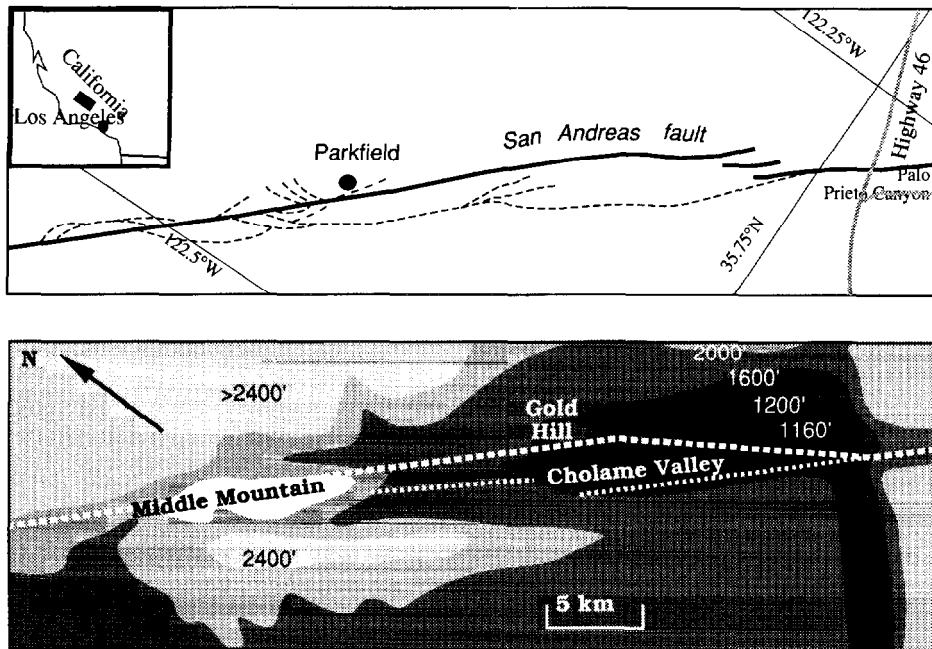 California
Los Angeles
122.25°W
Highway 46
San Andreas fault
Parkfield
Palo
Prieto Canyon
122.5°W
35.75°N
N
>2400'
2000'
1600'
1200'
1160'
Gold
Hill
Cholame Valley
Middle Mountain
2400'
5 km